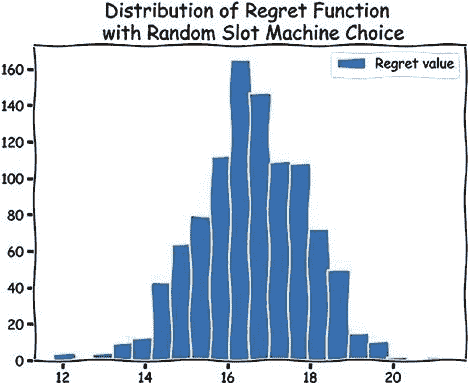 Distribution of Regret Function
with Random Slot Machine Choice
Regret value
160
140
120
100
80
60
40
20
0
12 14 16 18 20